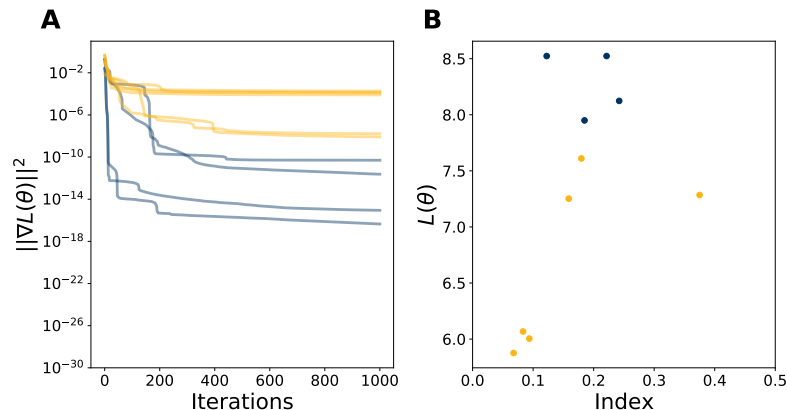 A
||∇L(θ)||²
10⁻²
10⁻⁶
10⁻¹⁰
10⁻¹⁴
10⁻¹⁸
10⁻²²
10⁻²⁶
10⁻³⁰
0 200 400 600 800 1000
Iterations
B
L(θ)
8.5
8.0
7.5
7.0
6.5
6.0
0.0 0.1 0.2 0.3 0.4 0.5
Index